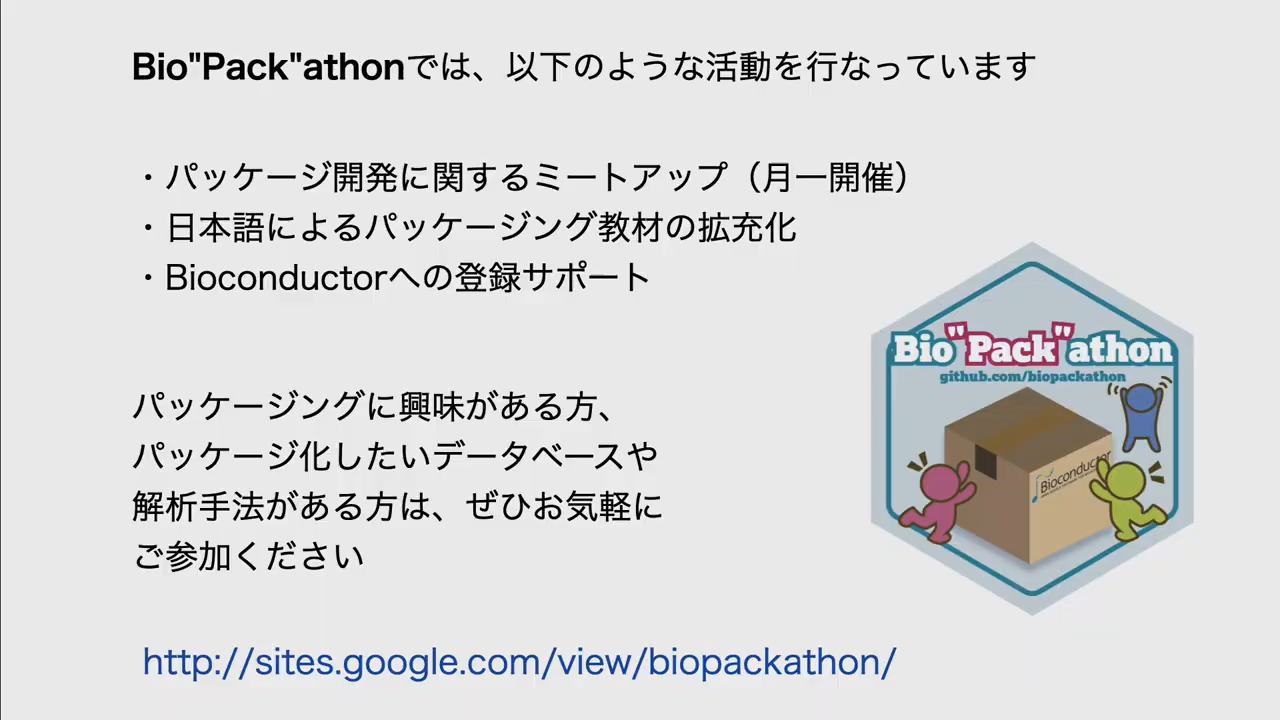 Bio"Pack"athonでは、以下のような活動を行なっています
・パッケージ開発に関するミートアップ（月一開催）
・日本語によるパッケージング教材の拡充化
・Bioconductorへの登録サポート
パッケージングに興味がある方、
パッケージ化したいデータベースや
解析手法がある方は、ぜひお気軽に
ご参加ください
Bio"Pack"athon
github.com/biopackathon
Bioconductor
http://sites.google.com/view/biopackathon/